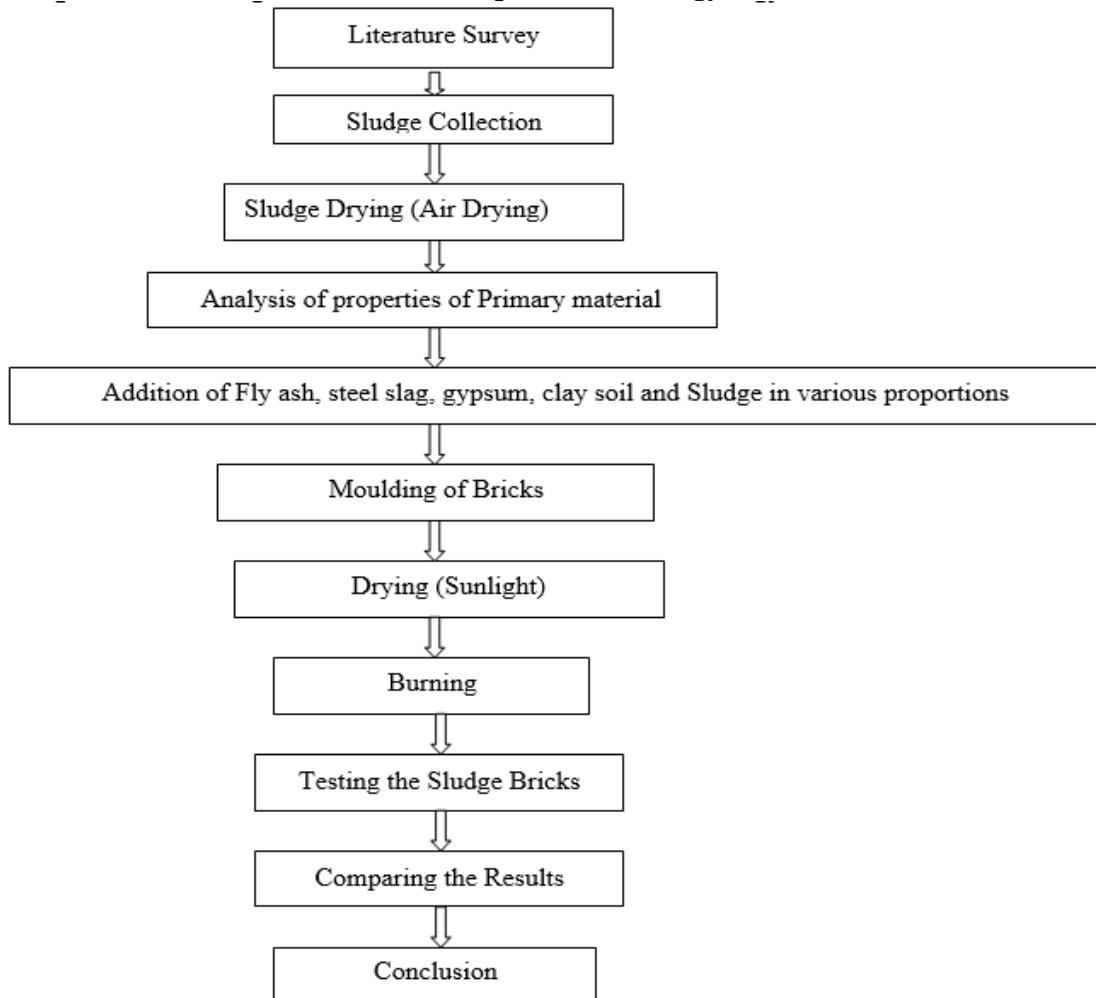 Literature Survey
Sludge Collection
Sludge Drying (Air Drying)
Analysis of properties of Primary material
Addition of Fly ash, steel slag, gypsum, clay soil and Sludge in various proportions
Moulding of Bricks
Drying (Sunlight)
Burning
Testing the Sludge Bricks
Comparing the Results
Conclusion